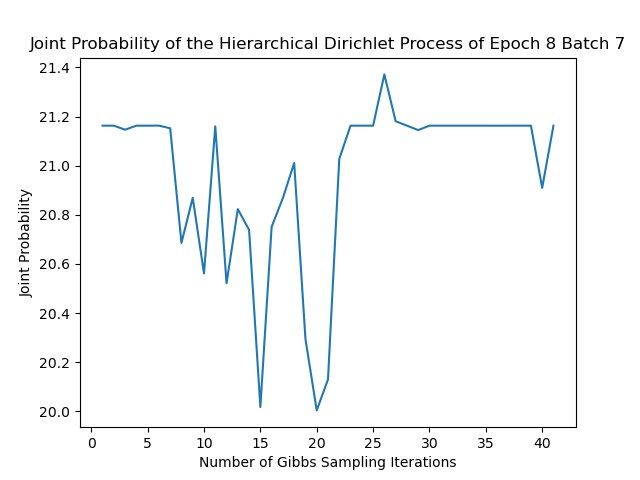 Joint Probability of the Hierarchical Dirichlet Process of Epoch 8 Batch 7
21.4
21.2
21.0
20.8
20.6
20.4
20.2
20.0
Joint Probability
0 5 10 15 20 25 30 35 40
Number of Gibbs Sampling Iterations